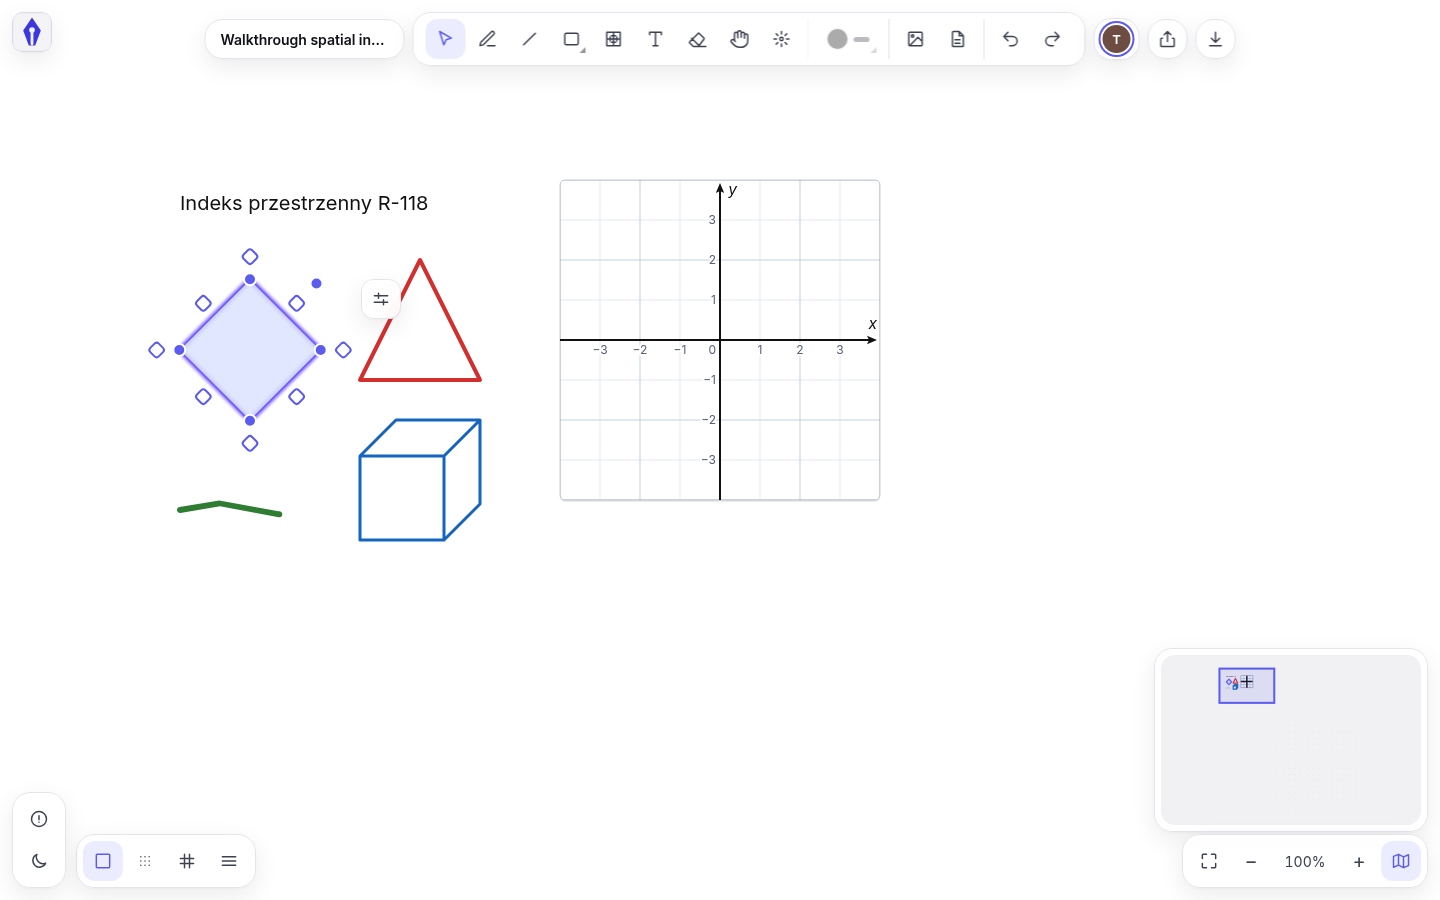 Walkthrough spatial in...
T
T
Indeks przestrzenny R-118
y
3
2
1
x
−3 −2 −1 0 1 2 3
−1
−2
−3
100%